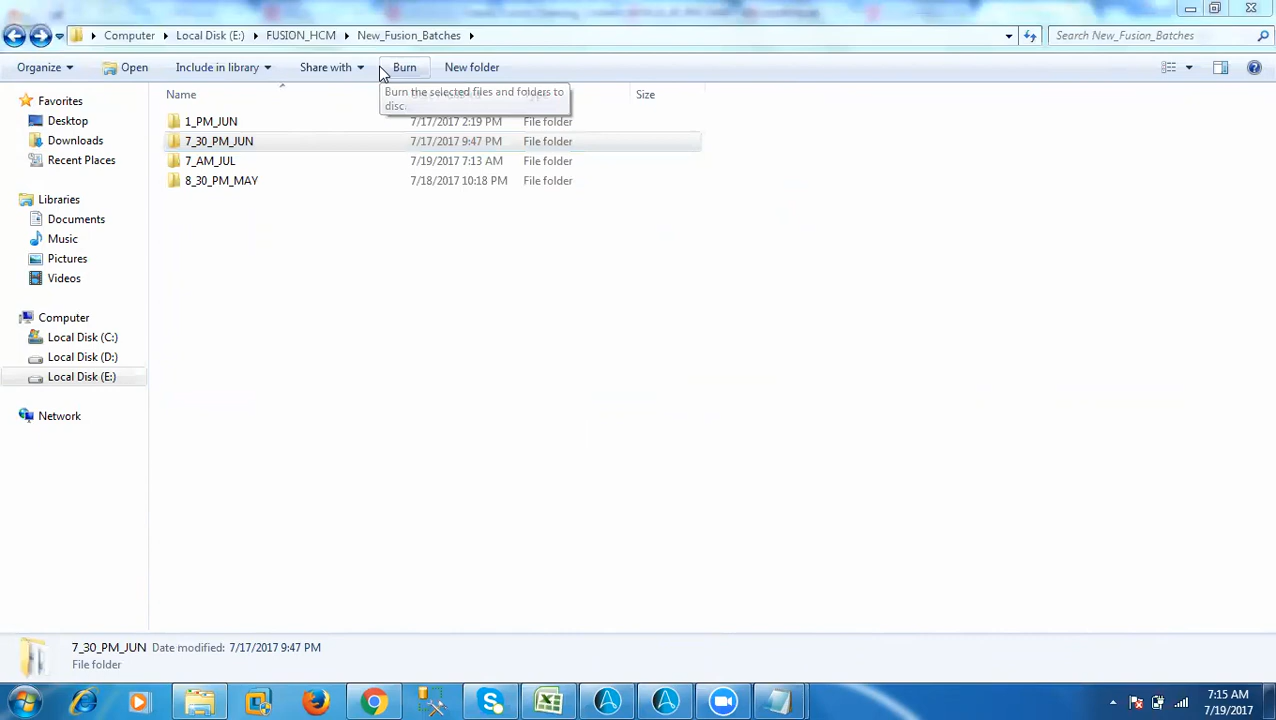 Computer Local Disk (E:) FUSION_HCM New_Fusion_Batches Search New_Fusion_Batches
Organize Open Include in library Share with Burn New folder
Burn the selected files and folders to
disc.
Name Size
1_PM_JUN 7/17/2017 2:19 PM File folder
7_30_PM_JUN 7/17/2017 9:47 PM File folder
7_AM_JUL 7/19/2017 7:13 AM File folder
8_30_PM_MAY 7/18/2017 10:18 PM File folder
Favorites
Desktop
Downloads
Recent Places
Libraries
Documents
Music
Pictures
Videos
Computer
Local Disk (C:)
Local Disk (D:)
Local Disk (E:)
Network
7_30_PM_JUN Date modified: 7/17/2017 9:47 PM
File folder
7:15 AM
7/19/2017